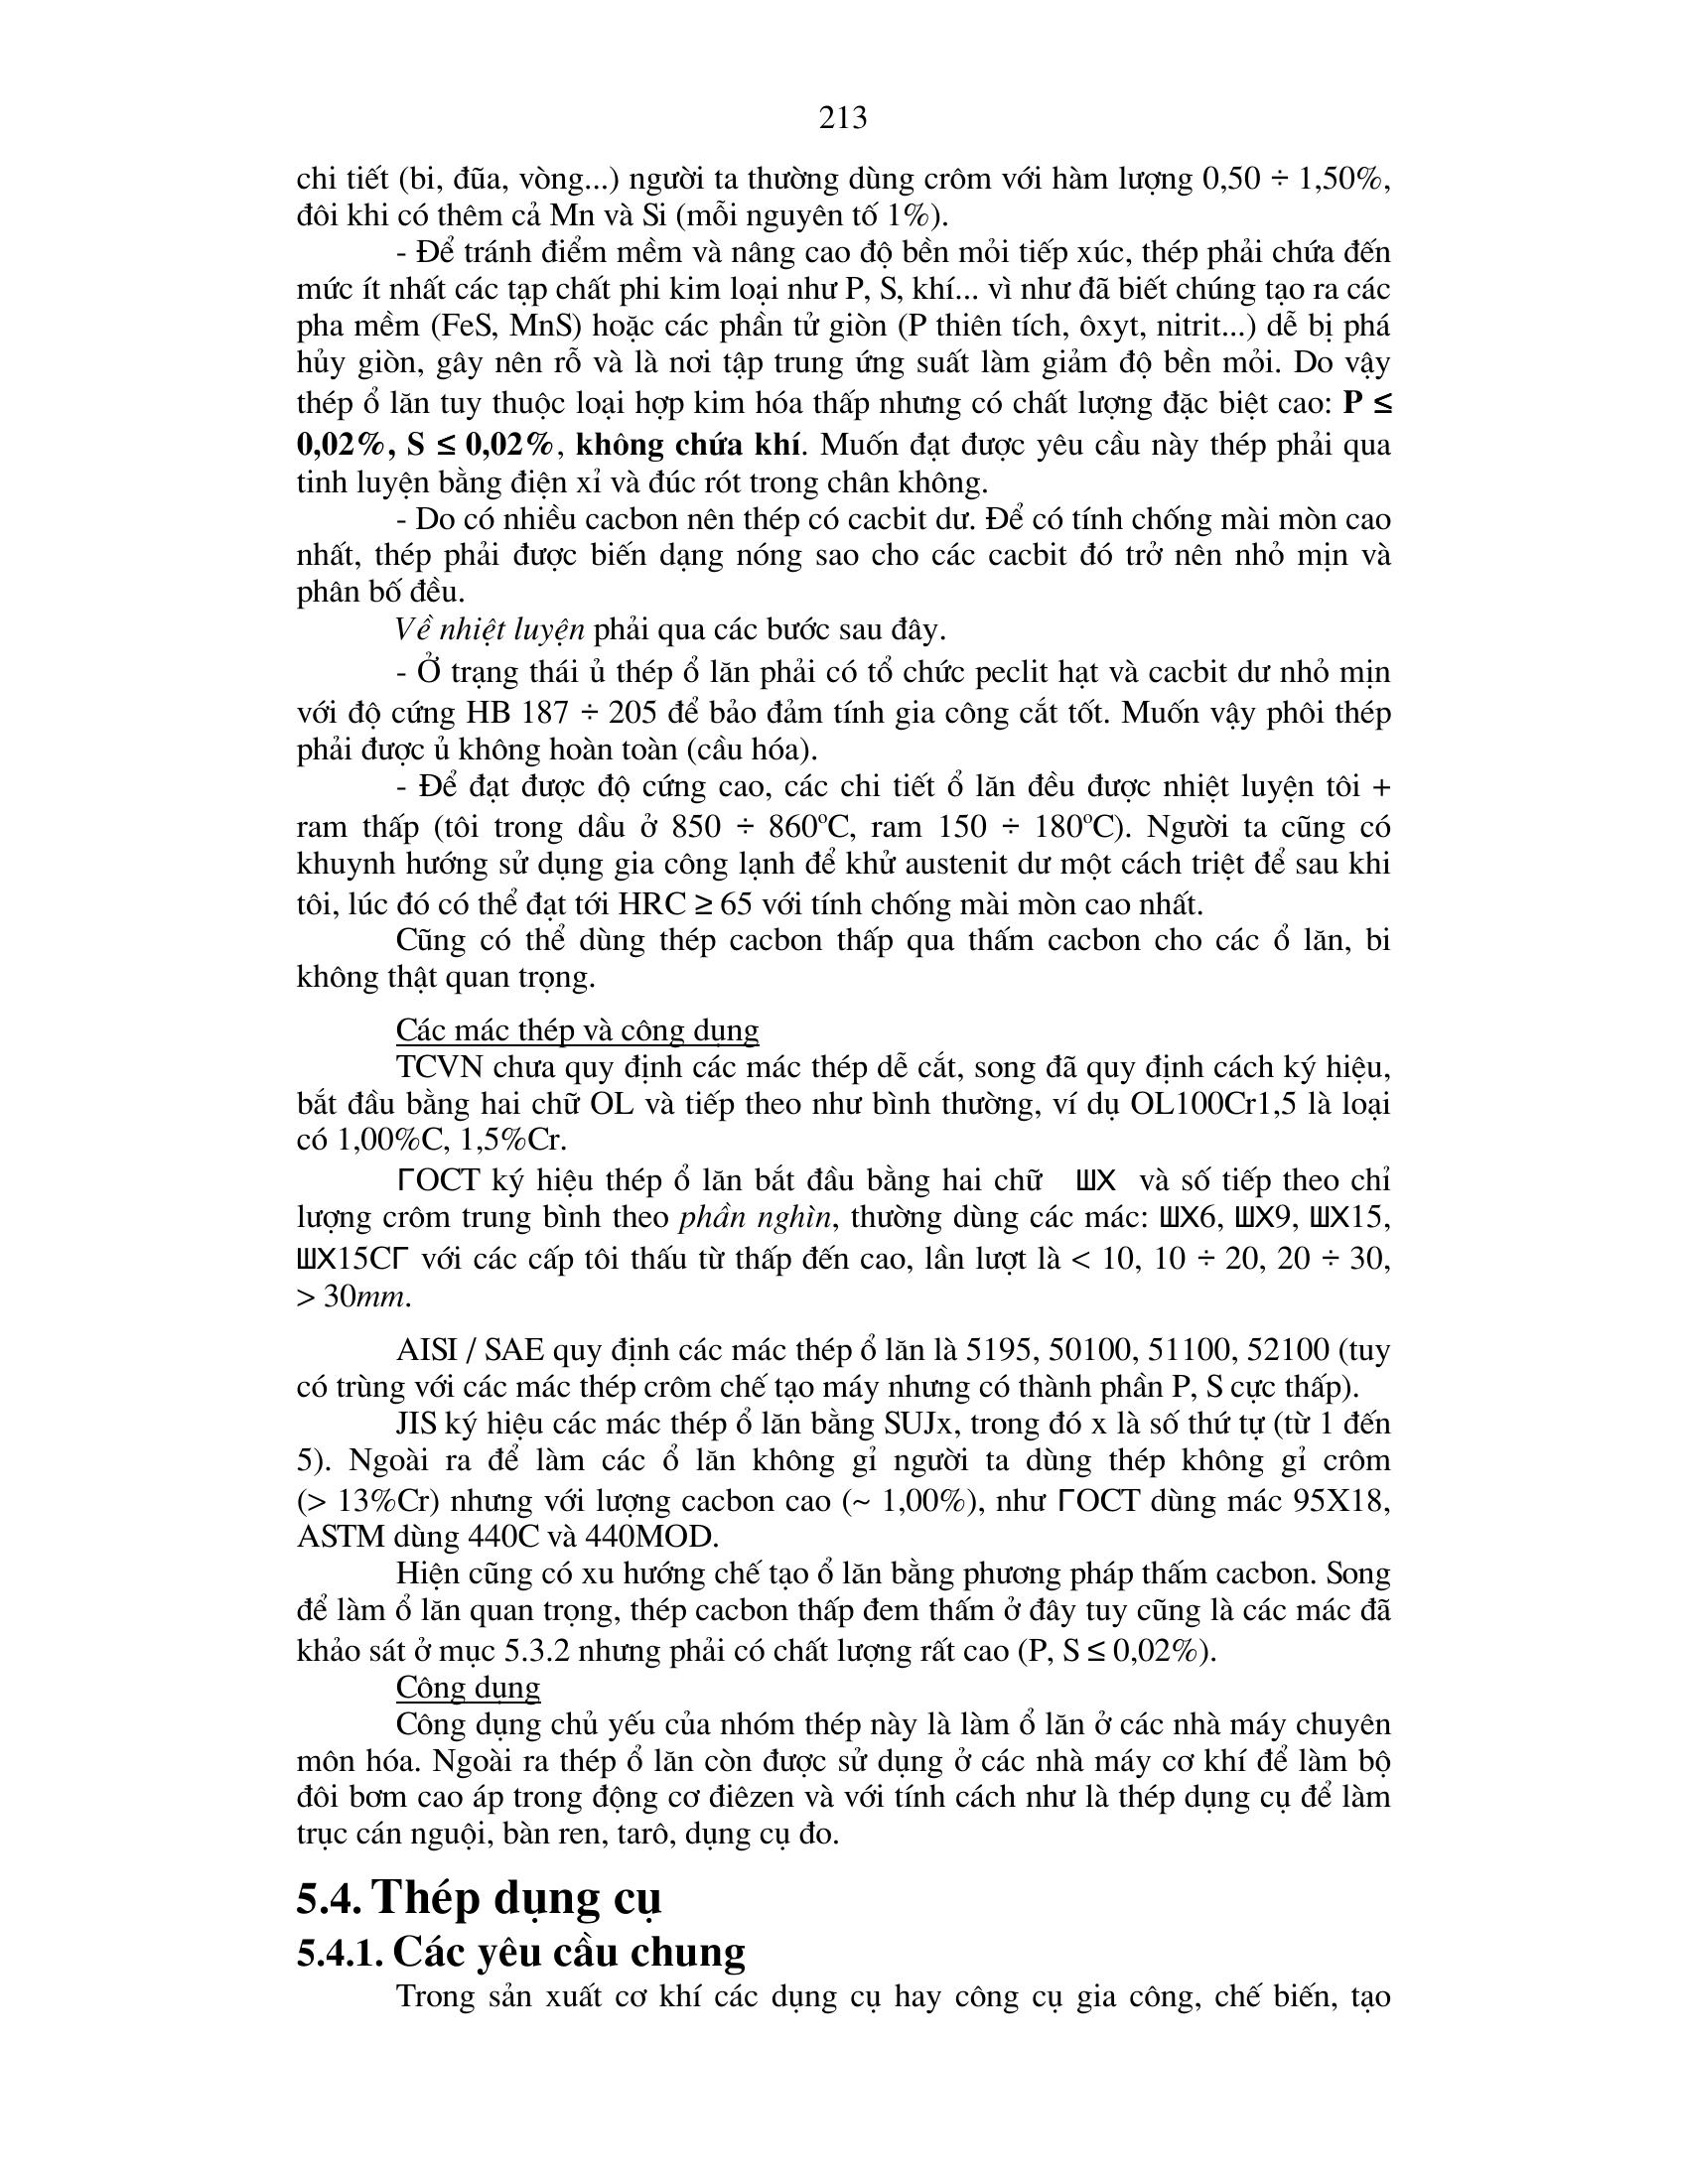 213
chi tiết (bi, đũa, vòng...) người ta thường dùng crôm với hàm lượng 0,50 ÷ 1,50%,
đôi khi có thêm cả Mn và Si (mỗi nguyên tố 1%).
- Để tránh điểm mềm và nâng cao độ bền mỏi tiếp xúc, thép phải chứa đến
mức ít nhất các tạp chất phi kim loại như P, S, khí... vì như đã biết chúng tạo ra các
pha mềm (FeS, MnS) hoặc các phần tử giòn (P thiên tích, ôxyt, nitrit...) dễ bị phá
hủy giòn, gây nên rỗ và là nơi tập trung ứng suất làm giảm độ bền mỏi. Do vậy
thép ổ lăn tuy thuộc loại hợp kim hóa thấp nhưng có chất lượng đặc biệt cao: P ≤
0,02%, S ≤ 0,02%, không chứa khí. Muốn đạt được yêu cầu này thép phải qua
tinh luyện bằng điện xỉ và đúc rót trong chân không.
- Do có nhiều cacbon nên thép có cacbit dư. Để có tính chống mài mòn cao
nhất, thép phải được biến dạng nóng sao cho các cacbit đó trở nên nhỏ mịn và
phân bố đều.
Về nhiệt luyện phải qua các bước sau đây.
- Ở trạng thái ủ thép ổ lăn phải có tổ chức peclit hạt và cacbit dư nhỏ mịn
với độ cứng HB 187 ÷ 205 để bảo đảm tính gia công cắt tốt. Muốn vậy phôi thép
phải được ủ không hoàn toàn (cầu hóa).
- Để đạt được độ cứng cao, các chi tiết ổ lăn đều được nhiệt luyện tôi +
ram thấp (tôi trong dầu ở 850 ÷ 860ºC, ram 150 ÷ 180ºC). Người ta cũng có
khuynh hướng sử dụng gia công lạnh để khử austenit dư một cách triệt để sau khi
tôi, lúc đó có thể đạt tới HRC ≥ 65 với tính chống mài mòn cao nhất.
Cũng có thể dùng thép cacbon thấp qua thấm cacbon cho các ổ lăn, bi
không thật quan trọng.
Các mác thép và công dụng
TCVN chưa quy định các mác thép dễ cắt, song đã quy định cách ký hiệu,
bắt đầu bằng hai chữ OL và tiếp theo như bình thường, ví dụ OL100Cr1,5 là loại
có 1,00%C, 1,5%Cr.
ГOCT ký hiệu thép ổ lăn bắt đầu bằng hai chữ ШХ và số tiếp theo chỉ
lượng crôm trung bình theo phần nghìn, thường dùng các mác: ШХ6, ШХ9, ШХ15,
ШХ15CГ với các cấp tôi thấu từ thấp đến cao, lần lượt là < 10, 10 ÷ 20, 20 ÷ 30,
> 30mm.
AISI / SAE quy định các mác thép ổ lăn là 5195, 50100, 51100, 52100 (tuy
có trùng với các mác thép crôm chế tạo máy nhưng có thành phần P, S cực thấp).
JIS ký hiệu các mác thép ổ lăn bằng SUJx, trong đó x là số thứ tự (từ 1 đến
5). Ngoài ra để làm các ổ lăn không gỉ người ta dùng thép không gỉ crôm
(> 13%Cr) nhưng với lượng cacbon cao (~ 1,00%), như ГOCT dùng mác 95X18,
ASTM dùng 440C và 440MOD.
Hiện cũng có xu hướng chế tạo ổ lăn bằng phương pháp thấm cacbon. Song
để làm ổ lăn quan trọng, thép cacbon thấp đem thấm ở đây tuy cũng là các mác đã
khảo sát ở mục 5.3.2 nhưng phải có chất lượng rất cao (P, S ≤ 0,02%).
Công dụng
Công dụng chủ yếu của nhóm thép này là làm ổ lăn ở các nhà máy chuyên
môn hóa. Ngoài ra thép ổ lăn còn được sử dụng ở các nhà máy cơ khí để làm bộ
đôi bơm cao áp trong động cơ điêzen và với tính cách như là thép dụng cụ để làm
trục cán nguội, bàn ren, tarô, dụng cụ đo.
5.4. Thép dụng cụ
5.4.1. Các yêu cầu chung
Trong sản xuất cơ khí các dụng cụ hay công cụ gia công, chế biến, tạo